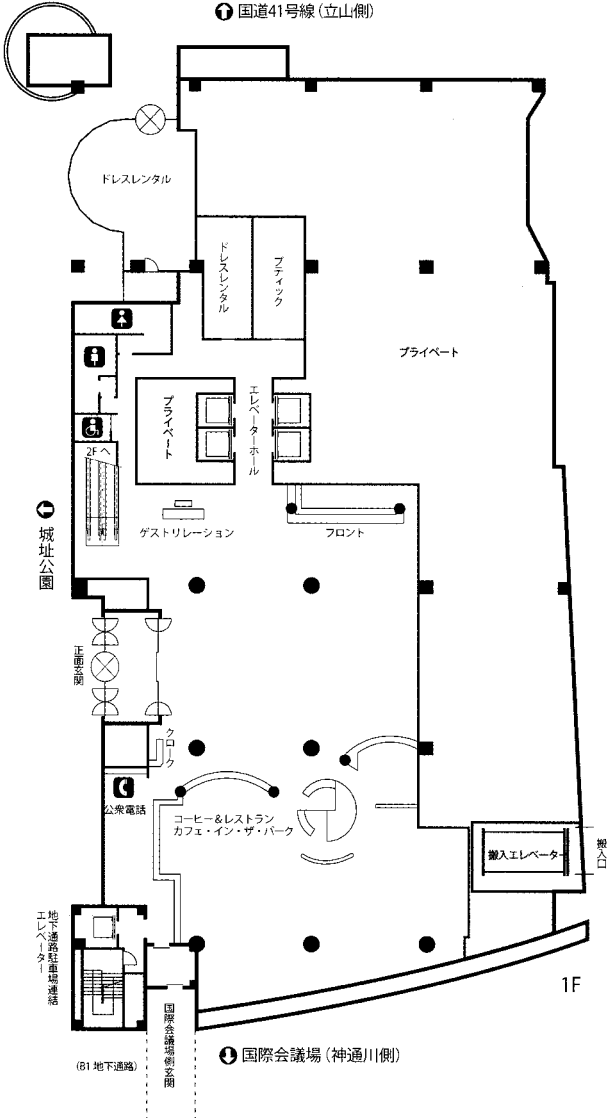 国道41号線（立山側）
ドレスレンタル
ドレスレンタル
ブティック
プライベート
プライベート
エレベーターホール
2Fへ
城址公園
ゲストリレーション
フロント
正面玄関
クローク
公衆電話
コーヒー＆レストラン
カフェ・イン・ザ・パーク
搬入エレベーター
搬入口
地下通路駐車場連結
エレベーター
1F
国際会議場側玄関
(B1 地下通路)
国際会議場（神通川側）